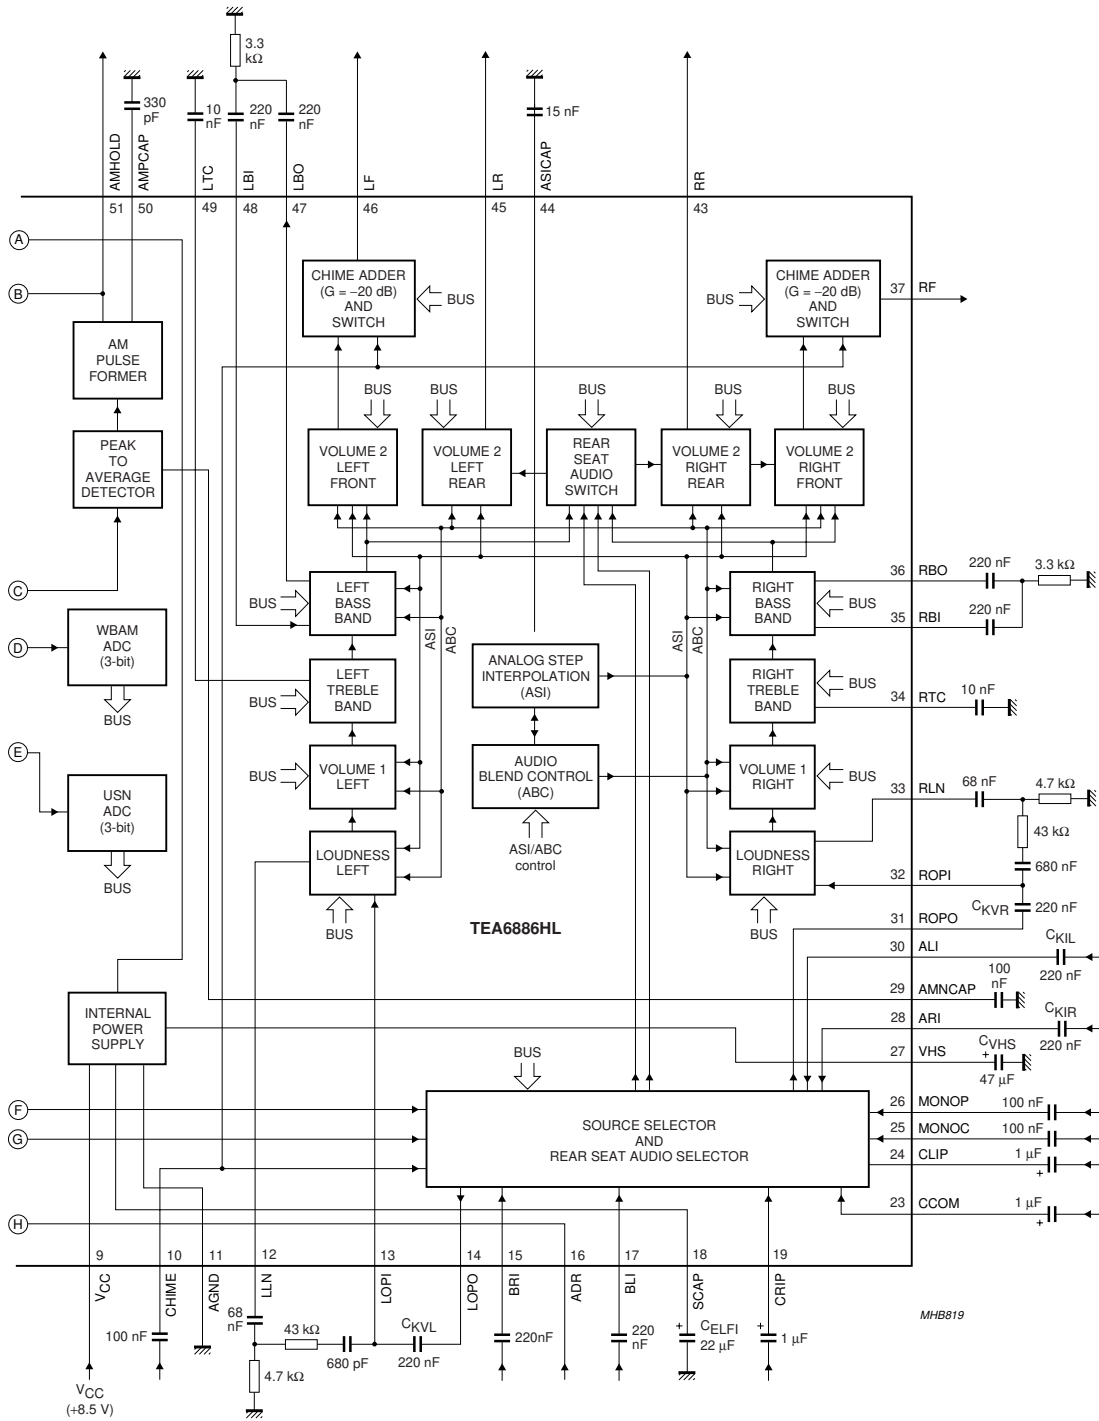 3.3
kΩ
330
pF
10
nF
220
nF
220
nF
15 nF
AMHOLD
AMPCAP
LTC
LBI
LBO
LF
LR
ASICAP
RR
51
50
49
48
47
46
45
44
43
A
B
C
D
E
F
G
H
CHIME ADDER
(G = −20 dB)
AND
SWITCH
BUS
BUS
CHIME ADDER
(G = −20 dB)
AND
SWITCH
37 RF
AM
PULSE
FORMER
PEAK
TO
AVERAGE
DETECTOR
BUS
BUS
BUS
BUS
BUS
VOLUME 2
LEFT
FRONT
VOLUME 2
LEFT
REAR
REAR
SEAT
AUDIO
SWITCH
VOLUME 2
RIGHT
REAR
VOLUME 2
RIGHT
FRONT
WBAM
ADC
(3-bit)
BUS
BUS
LEFT
BASS
BAND
ASI
ABC
ASI
ABC
RIGHT
BASS
BAND
BUS
36 RBO
220 nF
3.3 kΩ
35 RBI
220 nF
BUS
LEFT
TREBLE
BAND
ANALOG STEP
INTERPOLATION
(ASI)
RIGHT
TREBLE
BAND
BUS
34 RTC
10 nF
USN
ADC
(3-bit)
BUS
BUS
VOLUME 1
LEFT
AUDIO
BLEND CONTROL
(ABC)
VOLUME 1
RIGHT
BUS
33 RLN
68 nF
4.7 kΩ
43 kΩ
LOUDNESS
LEFT
ASI/ABC
control
LOUDNESS
RIGHT
680 nF
32 ROPI
BUS
TEA6886HL
BUS
CKVR
220 nF
31 ROPO
30 ALI
CKIL
220 nF
29 AMNCAP
100
nF
28 ARI
CKIR
220 nF
27 VHS
CVHS
+
47 µF
INTERNAL
POWER
SUPPLY
BUS
SOURCE SELECTOR
AND
REAR SEAT AUDIO SELECTOR
26 MONOP 100 nF
25 MONOC 100 nF
24 CLIP 1 µF
+
23 CCOM 1 µF
+
9
10
11
12
13
14
15
16
17
18
19
VCC
CHIME
AGND
LLN
LOPI
LOPO
BRI
ADR
BLI
SCAP
CRIP
MHB819
100 nF
68
nF
43 kΩ
680 pF
CKVL
220 nF
4.7 kΩ
220nF
220
nF
+
CELFI
22 µF
+
1 µF
VCC
(+8.5 V)